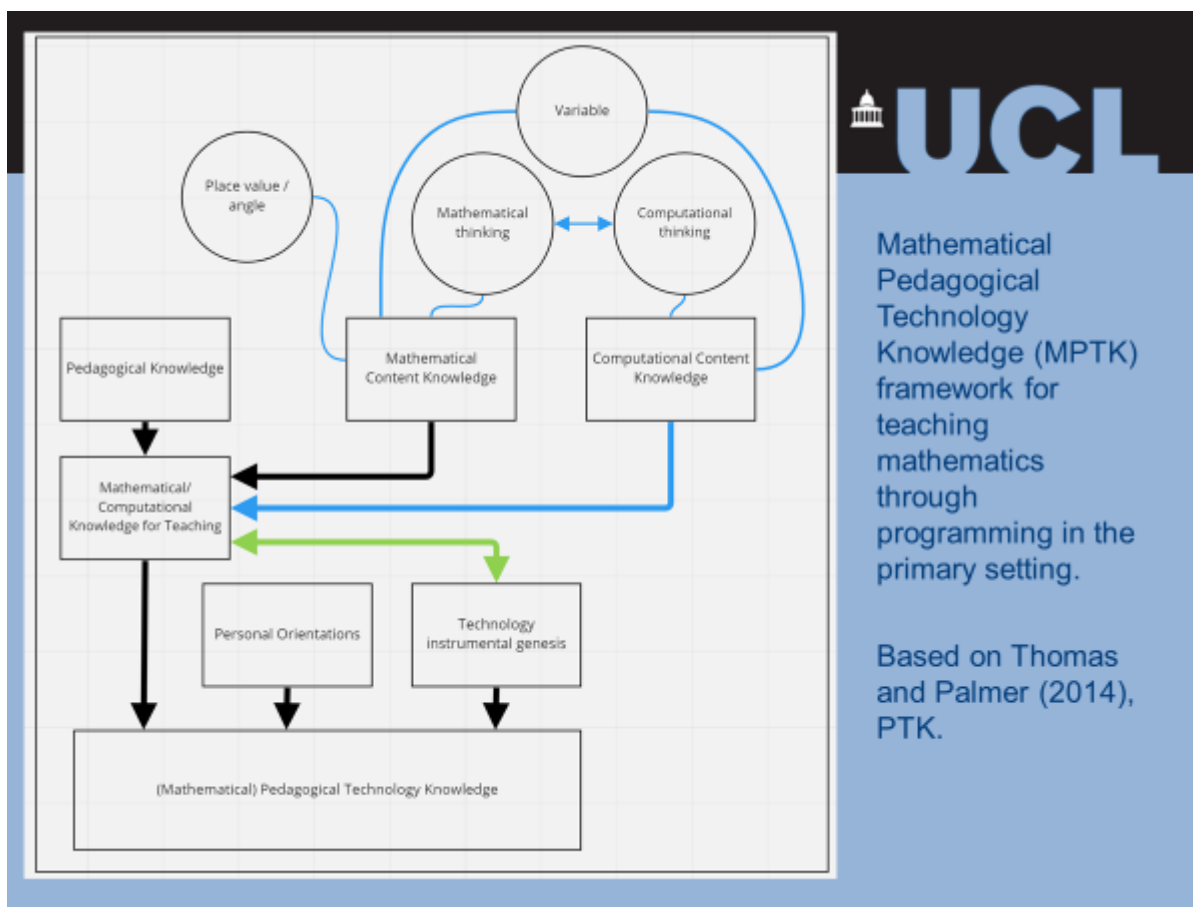 Variable
Place value /
angle
Mathematical
thinking
Computational
thinking
Pedagogical Knowledge
Mathematical
Content Knowledge
Computational Content
Knowledge
Mathematical/
Computational
Knowledge for Teaching
Personal Orientations
Technology
instrumental genesis
(Mathematical) Pedagogical Technology Knowledge
UCL
Mathematical
Pedagogical
Technology
Knowledge (MPTK)
framework for
teaching
mathematics
through
programming in the
primary setting.
Based on Thomas
and Palmer (2014),
PTK.